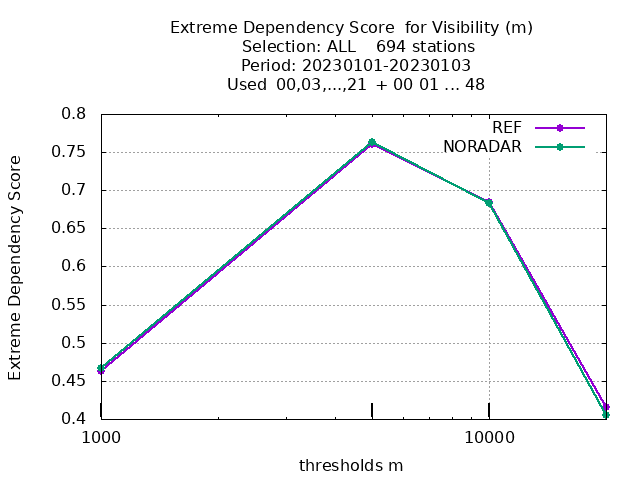 Extreme Dependency Score  for Visibility (m)
Selection: ALL    694 stations
Period: 20230101-20230103
Used  00,03,...,21  + 00 01 ... 48
REF
NORADAR
0.8
0.75
0.7
0.65
0.6
0.55
0.5
0.45
0.4
Extreme Dependency Score
1000
10000
thresholds m